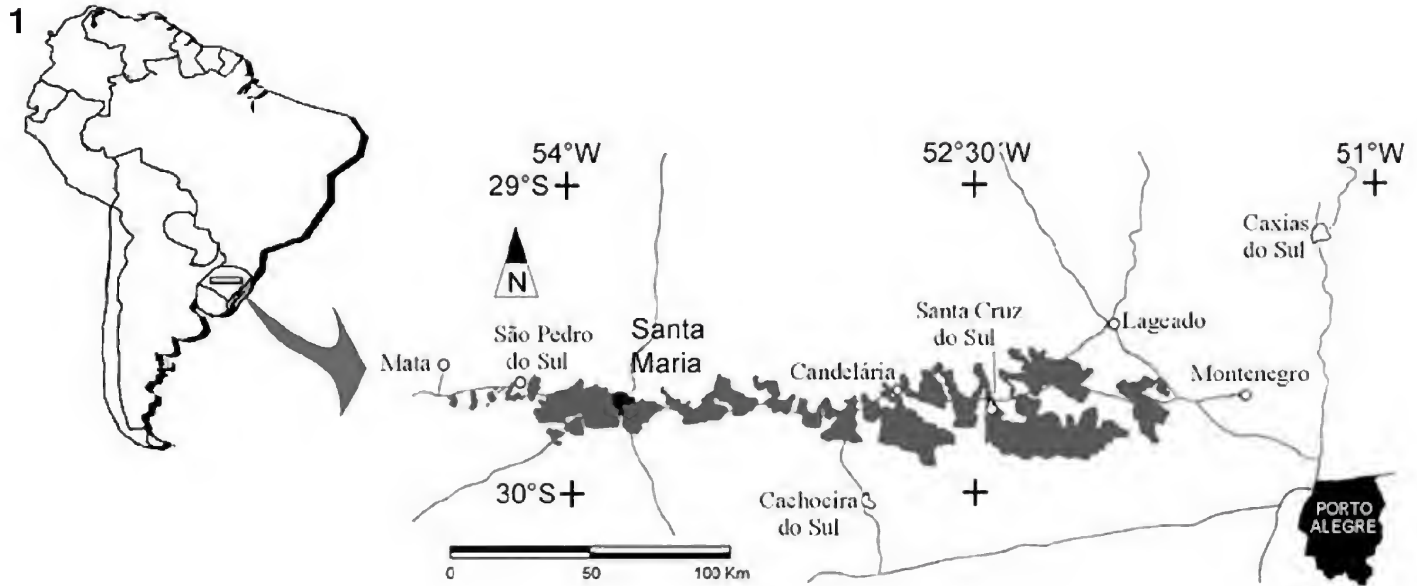 1
54°W
52°30'W
51°W
29°S
Caxias
do Sul
N
São Pedro
do Sul
Santa
Maria
Santa Cruz
do Sul
Lageado
Mata
Candelária
Montenegro
30°S
Cachoeira
do Sul
PORTO
ALEGRE
0 50 100 Km